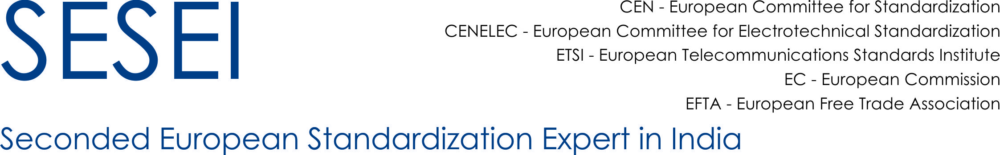 SESEI
CEN - European Committee for Standardization
CENELEC - European Committee for Electrotechnical Standardization
ETSI - European Telecommunications Standards Institute
EC - European Commission
EFTA - European Free Trade Association
Seconded European Standardization Expert in India